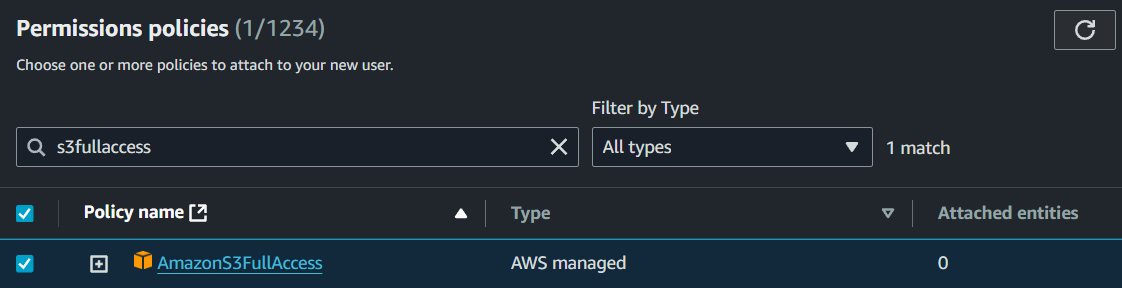 Permissions policies (1/1234)
Choose one or more policies to attach to your new user.
Filter by Type
s3fullaccess
All types
1 match
Policy name
Type
Attached entities
AmazonS3FullAccess
AWS managed
0